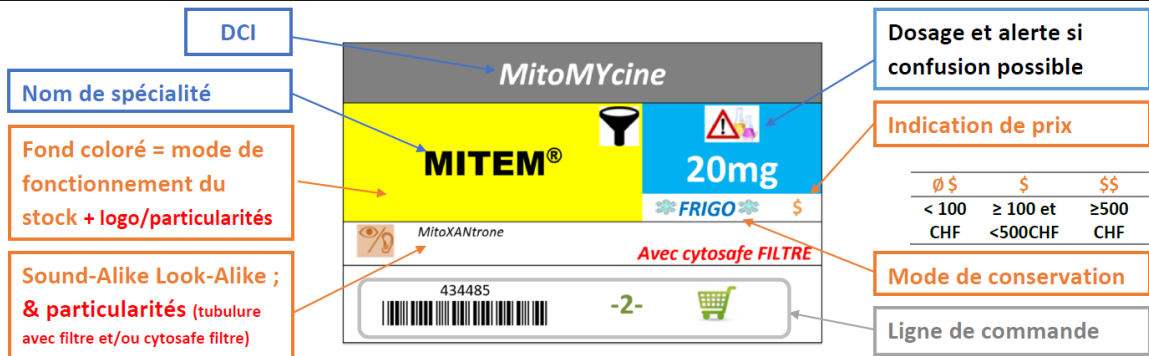 DCI
Nom de spécialité
Fond coloré = mode de
fonctionnement du
stock + logo/particularités
Sound-Alike Look-Alike ;
& particularités (tubulure
avec filtre et/ou cytosafe filtre)
MitoMYcine
MITEM®
20mg
FRIGO $
MitoXANtrone
Avec cytosafe FILTRE
434485
-2-
Dosage et alerte si
confusion possible
Indication de prix
Ø $ $ $$
< 100 ≥ 100 et ≥500
CHF <500CHF CHF
Mode de conservation
Ligne de commande